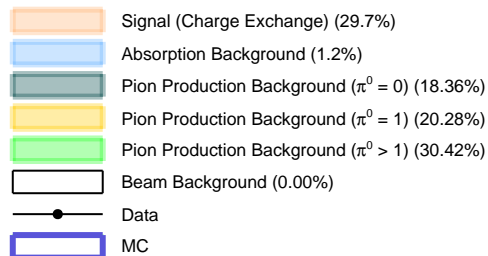 Signal (Charge Exchange) (29.7%)
Absorption Background (1.2%)
Pion Production Background (π⁰ = 0) (18.36%)
Pion Production Background (π⁰ = 1) (20.28%)
Pion Production Background (π⁰ > 1) (30.42%)
Beam Background (0.00%)
Data
MC